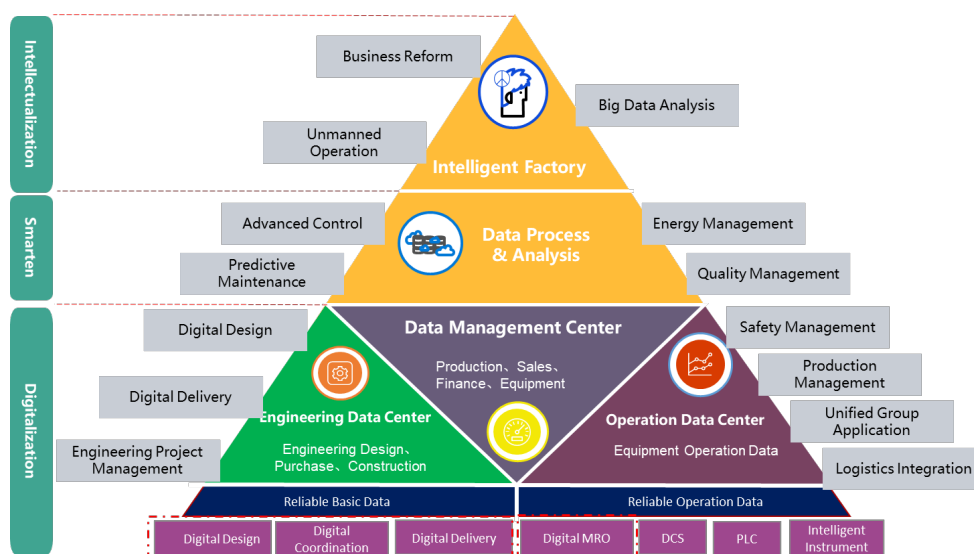 Intellectualization
Business Reform
Big Data Analysis
Unmanned
Operation
Intelligent Factory
Smarten
Advanced Control
Data Process
& Analysis
Energy Management
Predictive
Maintenance
Quality Management
Digitalization
Digital Design
Data Management Center
Safety Management
Production、Sales、
Finance、Equipment
Production
Management
Digital Delivery
Engineering Data Center
Operation Data Center
Unified Group
Application
Engineering Project
Management
Engineering Design、
Purchase、Construction
Equipment Operation Data
Logistics Integration
Reliable Basic Data
Reliable Operation Data
Digital Design
Digital
Coordination
Digital Delivery
Digital MRO
DCS
PLC
Intelligent
Instrument